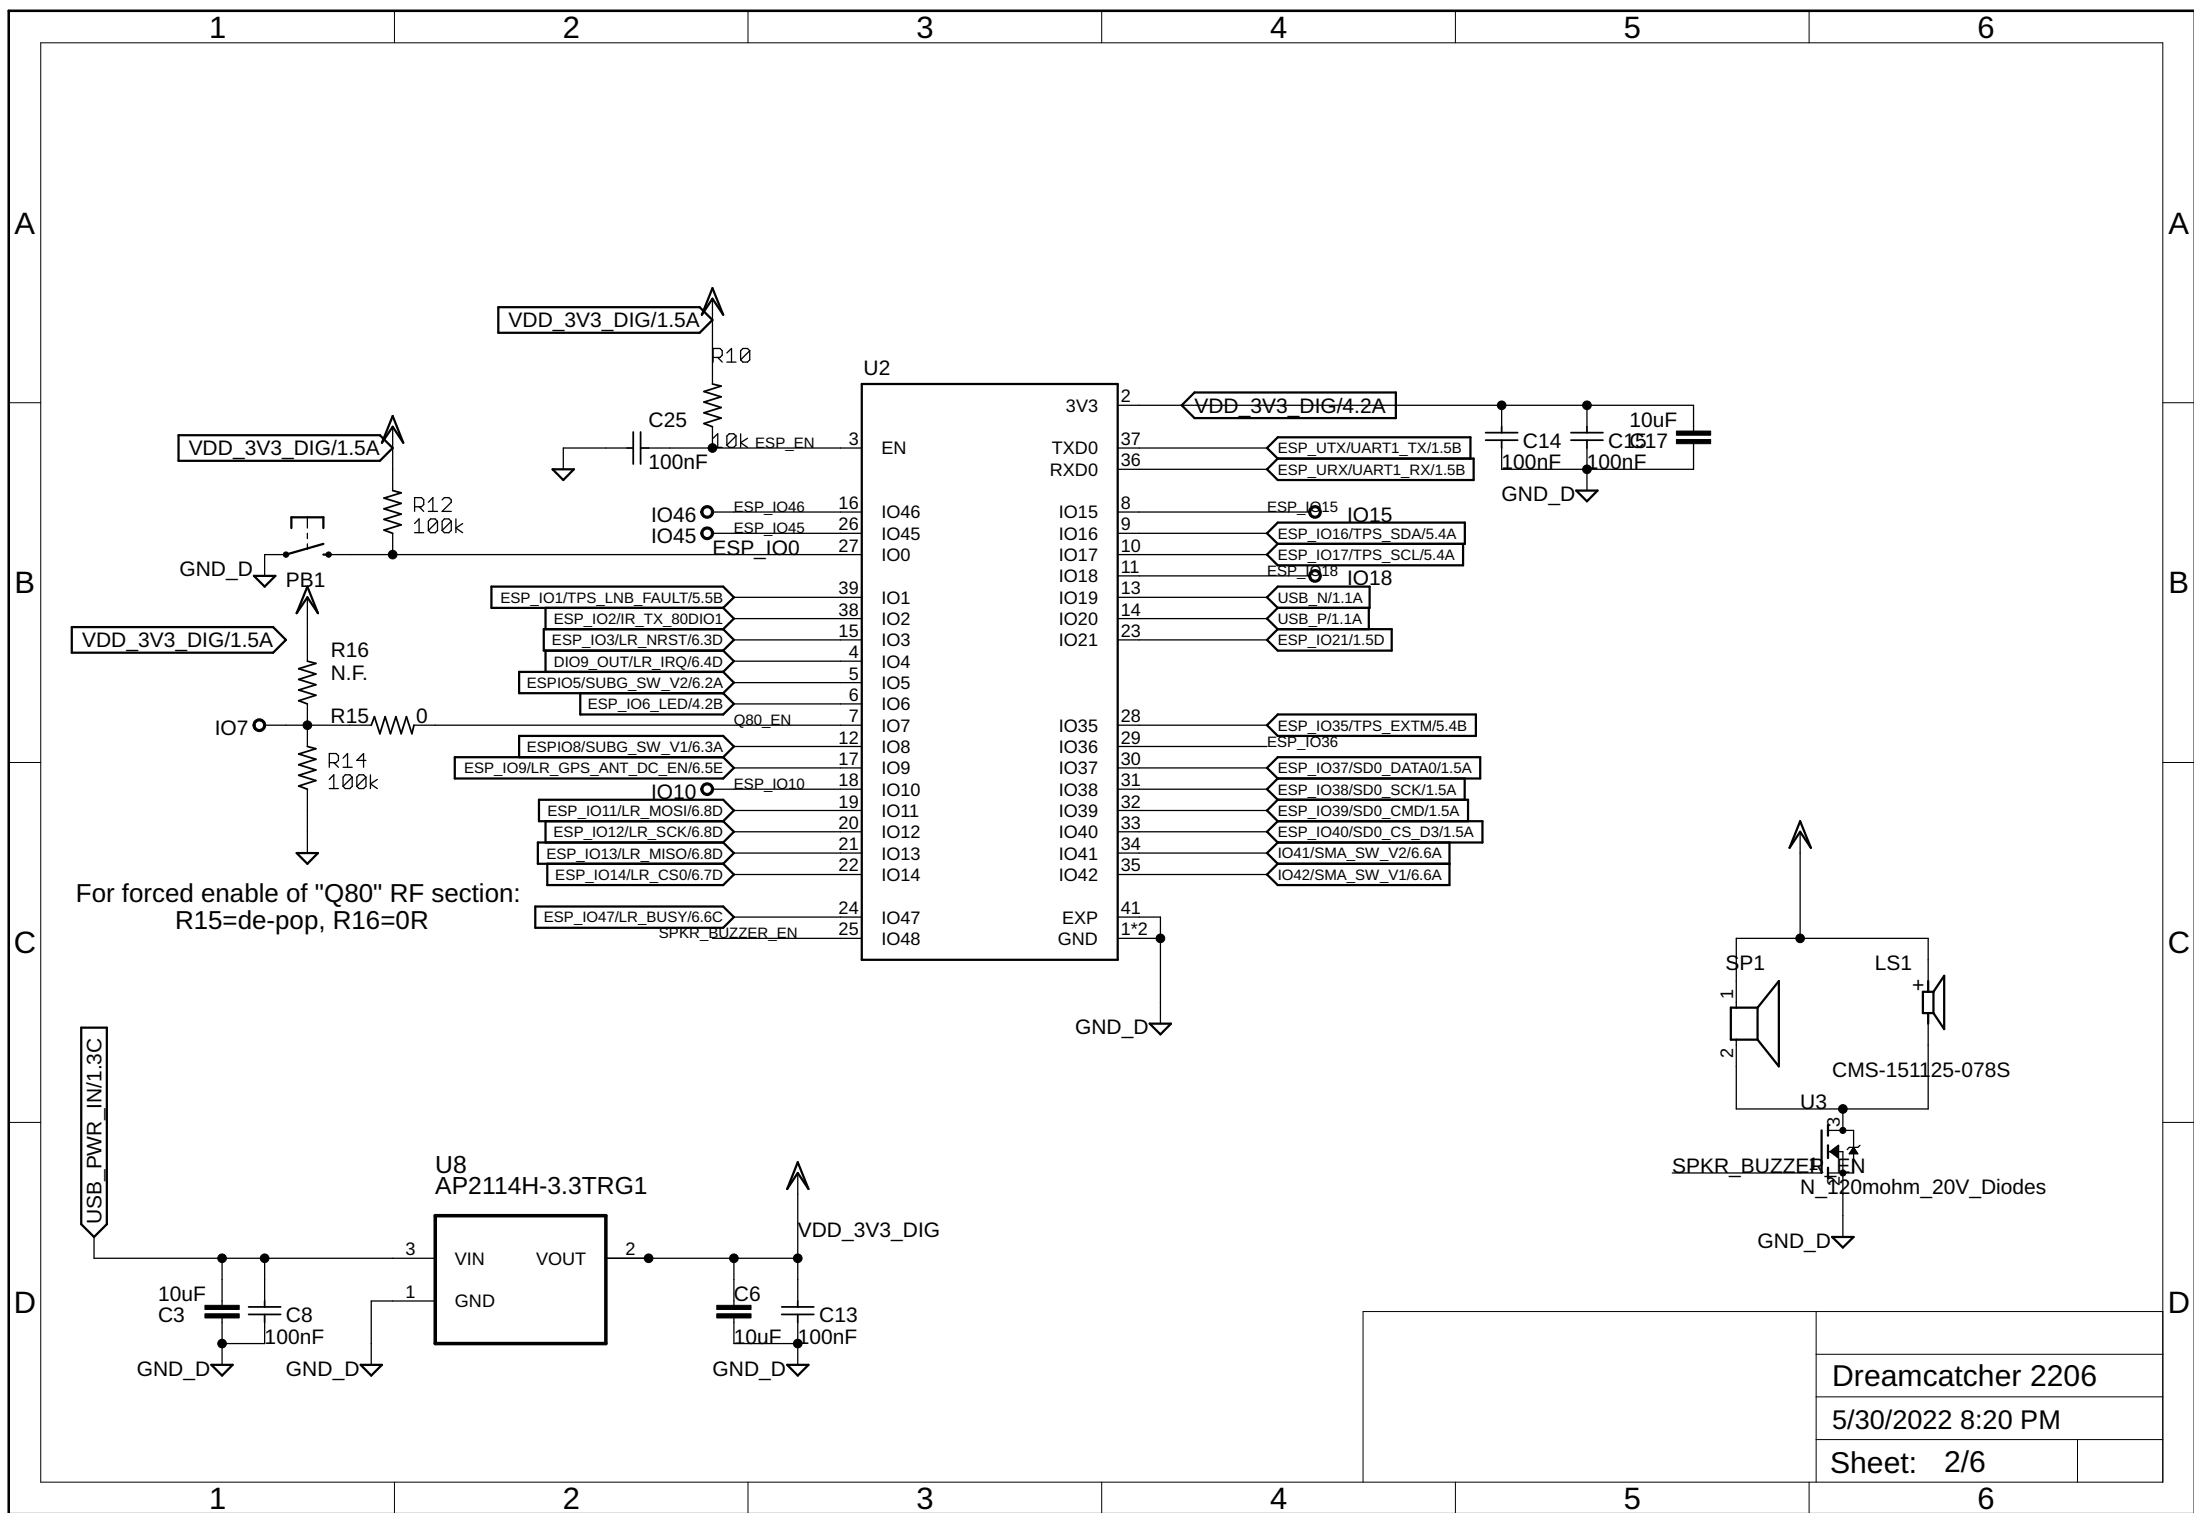 1 2 3 4 5 6
A A
VDD_3V3_DIG/1.5A
R10
10k
C25
100nF
ESP_EN
VDD_3V3_DIG/1.5A
R12
100k
GND_D
PB1
VDD_3V3_DIG/1.5A
R16
N.F.
IO7
R15 0
R14
100k
For forced enable of "Q80" RF section:
R15=de-pop, R16=0R
B B
U2
3 EN
IO46 ESP_IO46 16 IO46
IO45 ESP_IO45 26 IO45
ESP_IO0 27 IO0
ESP_IO1/TPS_LNB_FAULT/5.5B 39 IO1
ESP_IO2/IR_TX_80DIO1 38 IO2
ESP_IO3/LR_NRST/6.3D 15 IO3
DIO9_OUT/LR_IRQ/6.4D 4 IO4
ESPIO5/SUBG_SW_V2/6.2A 5 IO5
ESP_IO6_LED/4.2B 6 IO6
Q80_EN 7 IO7
ESPIO8/SUBG_SW_V1/6.3A 12 IO8
ESP_IO9/LR_GPS_ANT_DC_EN/6.5E 17 IO9
IO10 ESP_IO10 18 IO10
ESP_IO11/LR_MOSI/6.8D 19 IO11
ESP_IO12/LR_SCK/6.8D 20 IO12
ESP_IO13/LR_MISO/6.8D 21 IO13
ESP_IO14/LR_CS0/6.7D 22 IO14
ESP_IO47/LR_BUSY/6.6C 24 IO47
SPKR_BUZZER_EN 25 IO48
3V3 2 VDD_3V3_DIG/4.2A
TXD0 37 ESP_UTX/UART1_TX/1.5B
RXD0 36 ESP_URX/UART1_RX/1.5B
IO15 8 ESP_IO15 IO15
IO16 9 ESP_IO16/TPS_SDA/5.4A
IO17 10 ESP_IO17/TPS_SCL/5.4A
IO18 11 ESP_IO18 IO18
IO19 13 USB_N/1.1A
IO20 14 USB_P/1.1A
IO21 23 ESP_IO21/1.5D
IO35 28 ESP_IO35/TPS_EXTM/5.4B
IO36 29 ESP_IO36
IO37 30 ESP_IO37/SD0_DATA0/1.5A
IO38 31 ESP_IO38/SD0_SCK/1.5A
IO39 32 ESP_IO39/SD0_CMD/1.5A
IO40 33 ESP_IO40/SD0_CS_D3/1.5A
IO41 34 IO41/SMA_SW_V2/6.6A
IO42 35 IO42/SMA_SW_V1/6.6A
EXP 41
GND 1*2
GND_D
C14
100nF
C15
100nF
10uF
C17
GND_D
C C
SP1
1
2
LS1
+
CMS-151125-078S
U3
3
1
2
SPKR_BUZZER_EN
N_120mohm_20V_Diodes
GND_D
USB_PWR_IN/1.3C
U8
AP2114H-3.3TRG1
3 VIN VOUT 2
1 GND
VDD_3V3_DIG
10uF
C3
C8
100nF
GND_D
GND_D
C6
10uF
C13
100nF
GND_D
D D
Dreamcatcher 2206
5/30/2022 8:20 PM
Sheet: 2/6
1 2 3 4 5 6